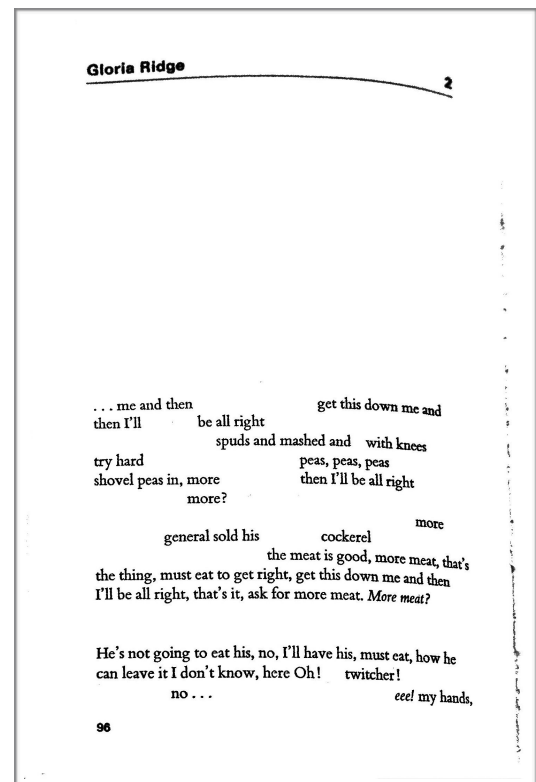 Gloria Ridge
2
. . . me and then get this down me and
then I'll be all right
spuds and mashed and with knees
try hard peas, peas, peas
shovel peas in, more then I'll be all right
more?
more
general sold his cockerel
the meat is good, more meat, that's
the thing, must eat to get right, get this down me and then
I'll be all right, that's it, ask for more meat. More meat?
He's not going to eat his, no, I'll have his, must eat, how he
can leave it I don't know, here Oh! twitcher!
no . . . eee! my hands,
96